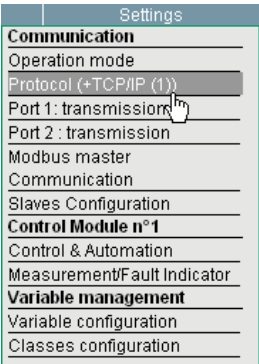 Settings
Communication
Operation mode
Protocol (+TCP/IP (1))
Port 1: transmission
Port 2 : transmission
Modbus master
Communication
Slaves Configuration
Control Module n°1
Control & Automation
Measurement/Fault Indicator
Variable management
Variable configuration
Classes configuration